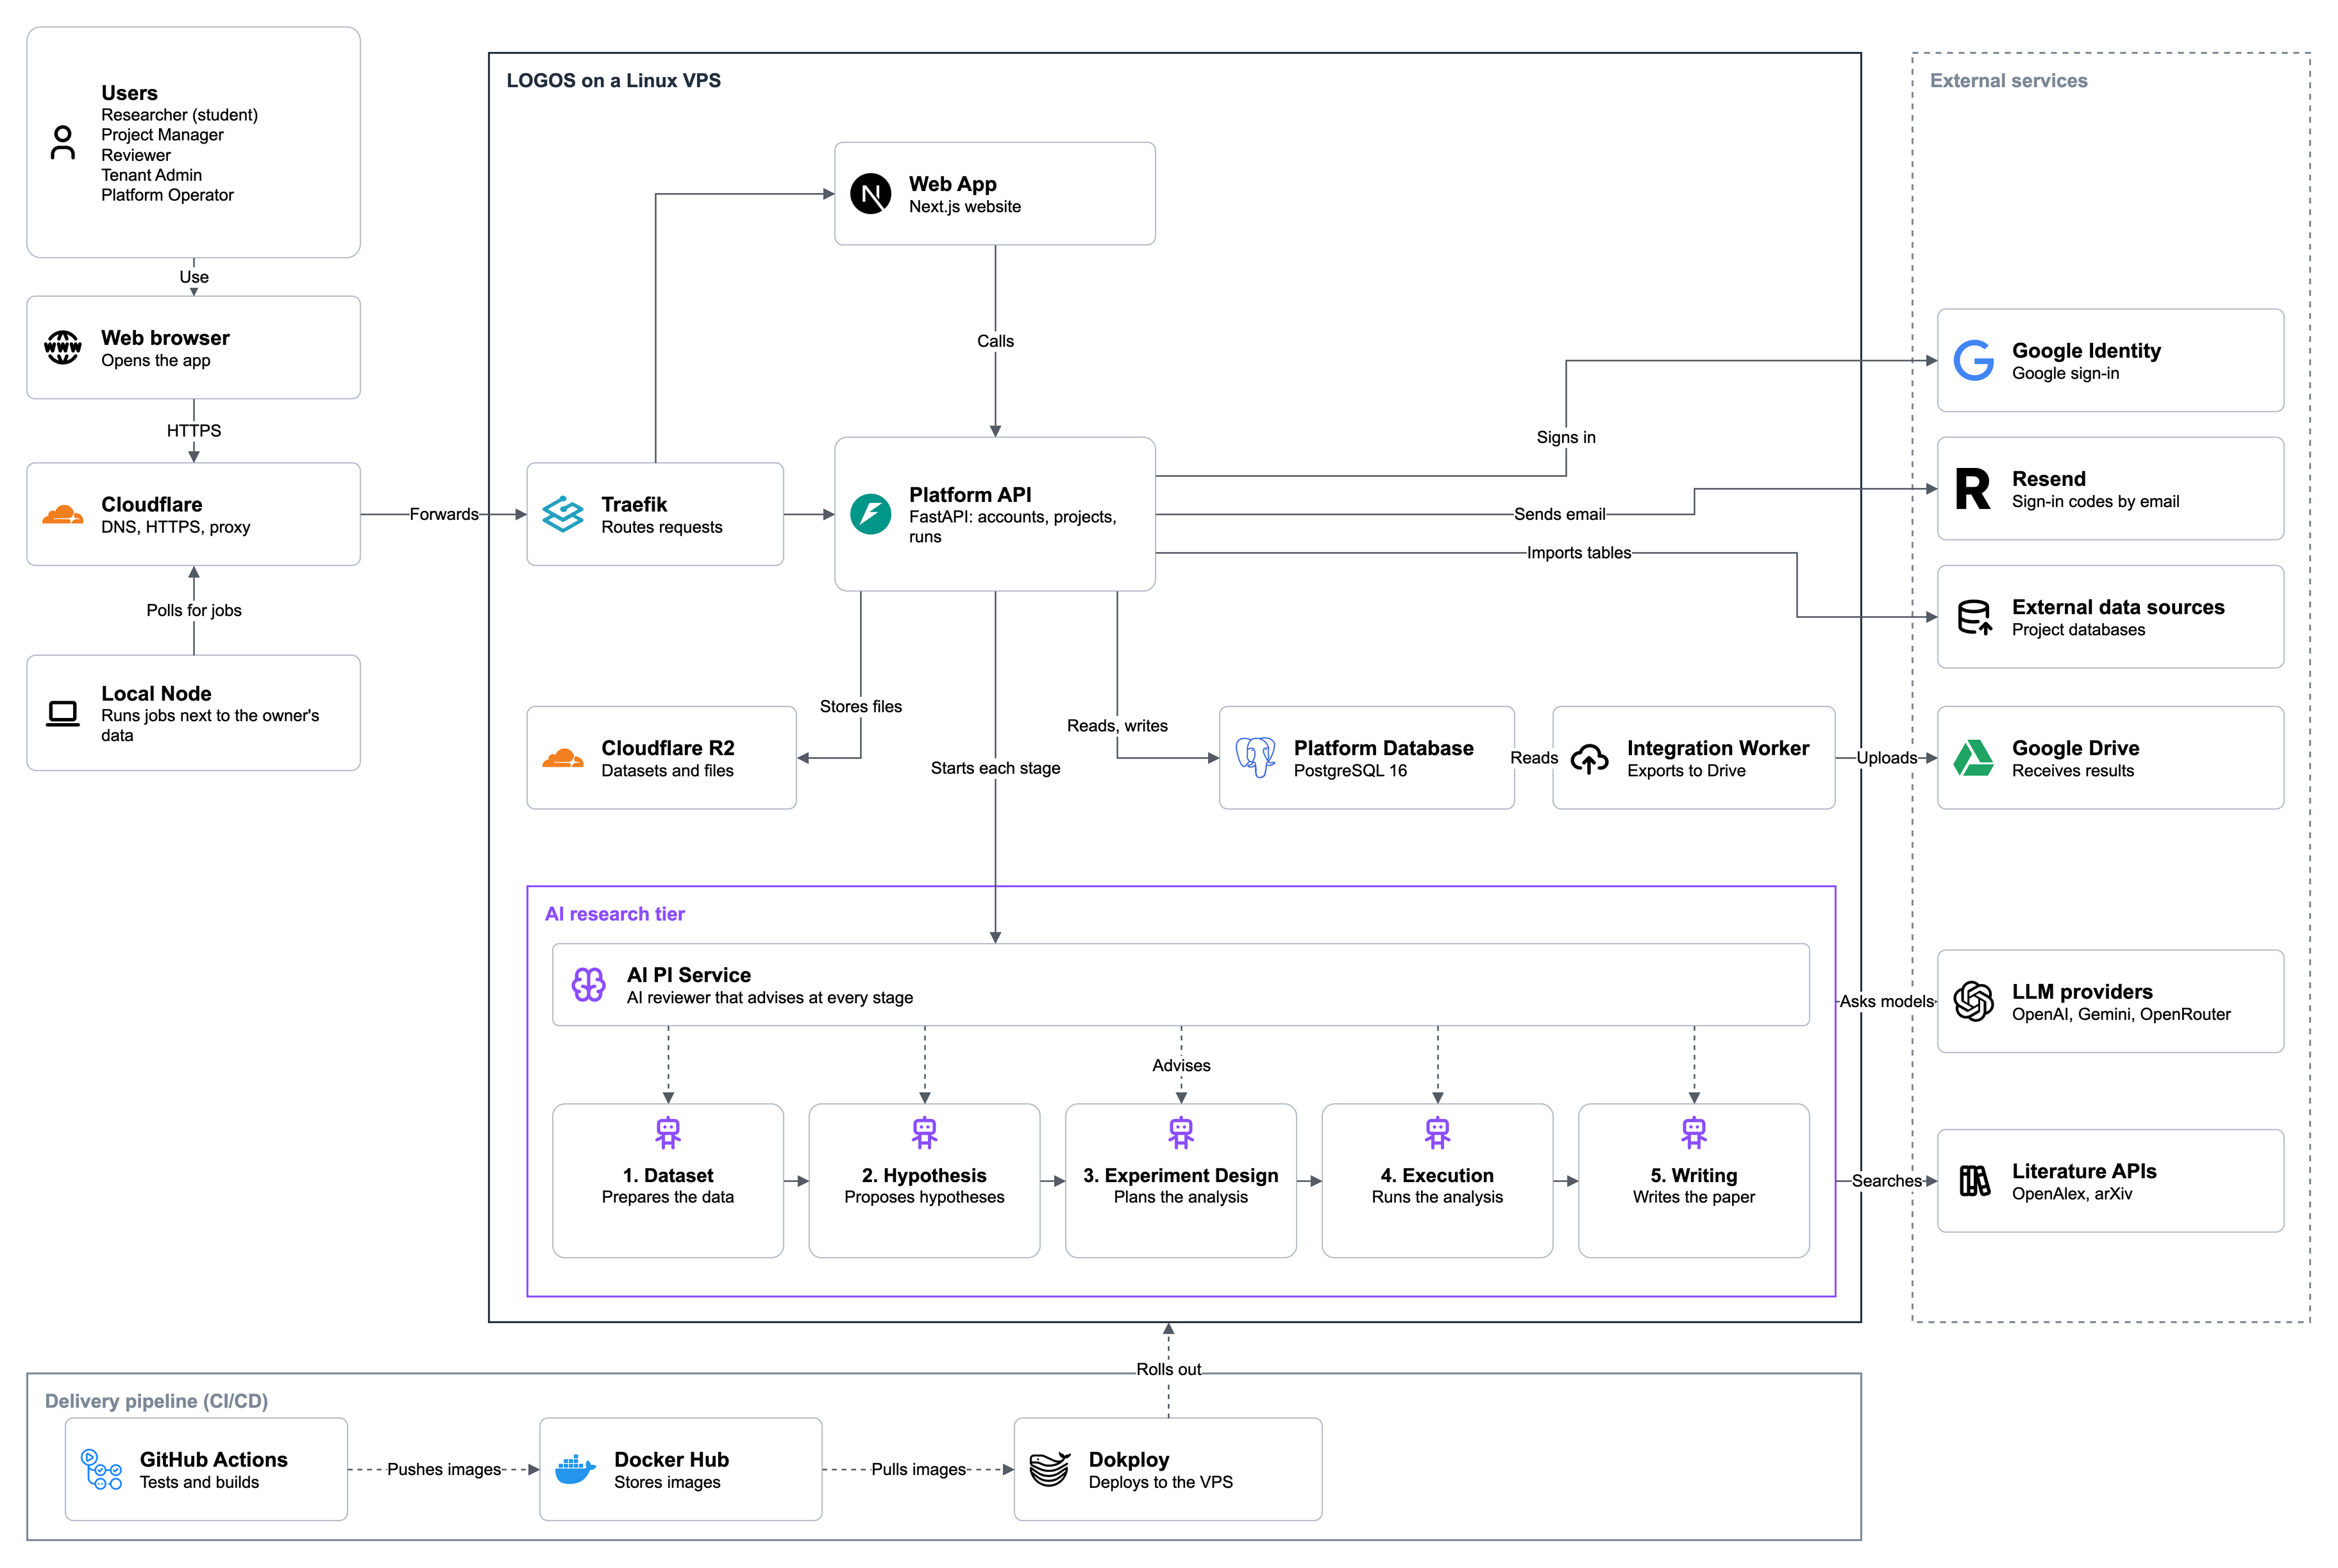 Users
Researcher (student)
Project Manager
Reviewer
Tenant Admin
Platform Operator
Use
Web browser
Opens the app
HTTPS
Cloudflare
DNS, HTTPS, proxy
Polls for jobs
Local Node
Runs jobs next to the owner's
data
Forwards
LOGOS on a Linux VPS
Web App
Next.js website
Calls
Traefik
Routes requests
Platform API
FastAPI: accounts, projects,
runs
Signs in
Sends email
Imports tables
Stores files
Starts each stage
Reads, writes
Cloudflare R2
Datasets and files
Platform Database
PostgreSQL 16
Reads
Integration Worker
Exports to Drive
Uploads
AI research tier
AI PI Service
AI reviewer that advises at every stage
Advises
1. Dataset
Prepares the data
2. Hypothesis
Proposes hypotheses
3. Experiment Design
Plans the analysis
4. Execution
Runs the analysis
5. Writing
Writes the paper
Asks models
Searches
External services
Google Identity
Google sign-in
Resend
Sign-in codes by email
External data sources
Project databases
Google Drive
Receives results
LLM providers
OpenAI, Gemini, OpenRouter
Literature APIs
OpenAlex, arXiv
Rolls out
Delivery pipeline (CI/CD)
GitHub Actions
Tests and builds
Pushes images
Docker Hub
Stores images
Pulls images
Dokploy
Deploys to the VPS